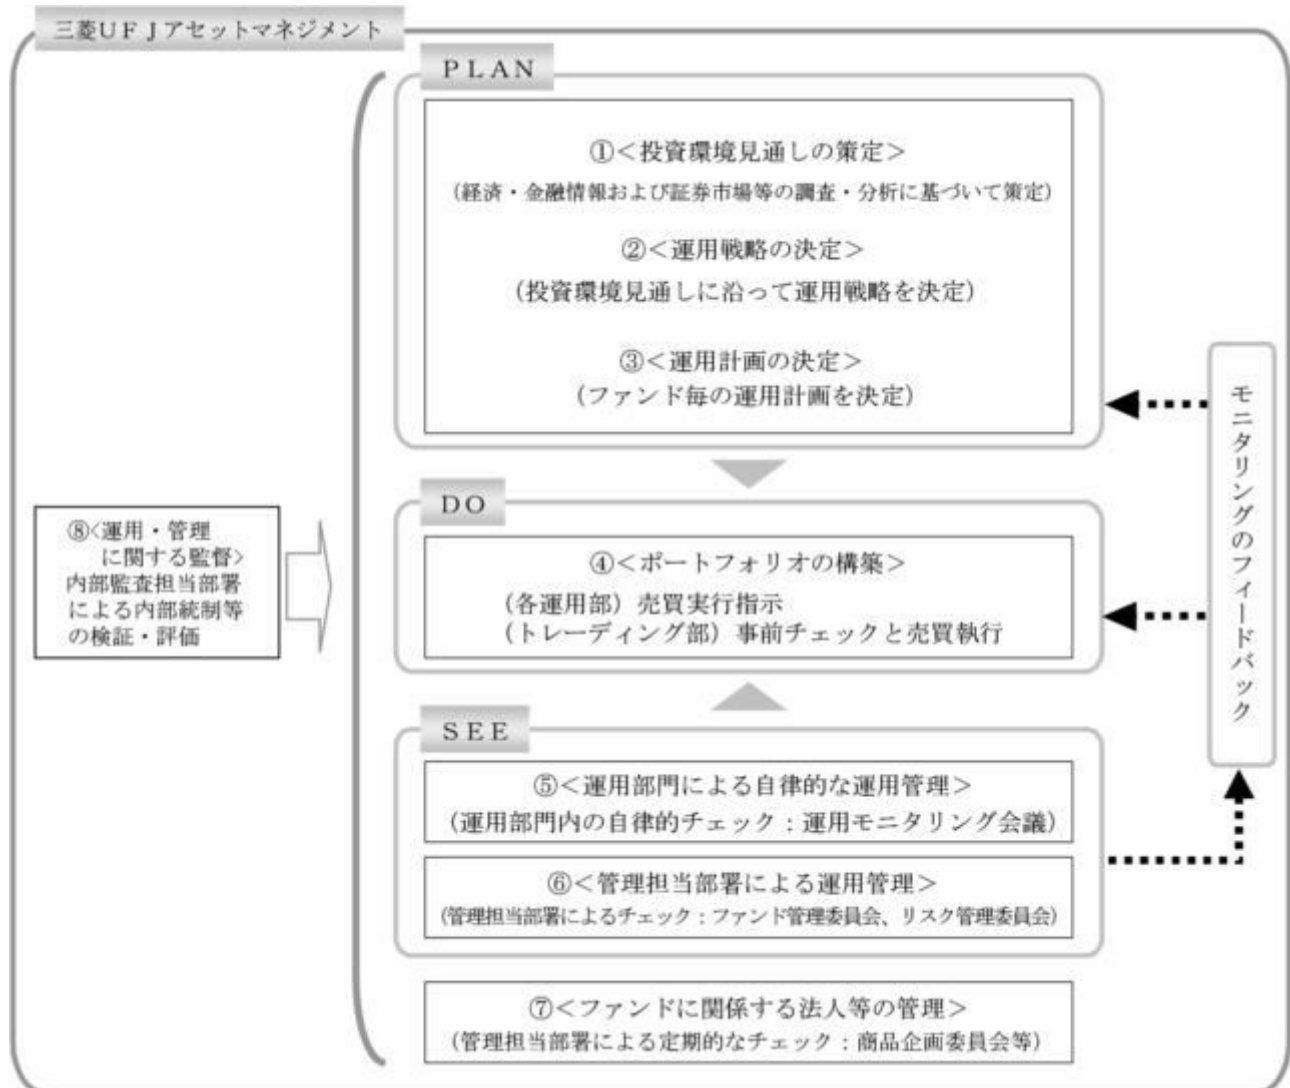 三菱UFJアセットマネジメント
PLAN
①<投資環境見通しの策定>
(経済・金融情報および証券市場等の調査・分析に基づいて策定)
②<運用戦略の決定>
(投資環境見通しに沿って運用戦略を決定)
③<運用計画の決定>
(ファンド毎の運用計画を決定)
DO
④<ポートフォリオの構築>
(各運用部)売買実行指示
(トレーディング部)事前チェックと売買執行
SEE
⑤<運用部門による自律的な運用管理>
(運用部門内の自律的チェック:運用モニタリング会議)
⑥<管理担当部署による運用管理>
(管理担当部署によるチェック:ファンド管理委員会、リスク管理委員会)
⑦<ファンドに関係する法人等の管理>
(管理担当部署による定期的なチェック:商品企画委員会等)
⑧<運用・管理
に関する監督>
内部監査担当部署
による内部統制等
の検証・評価
モニタリングのフィードバック